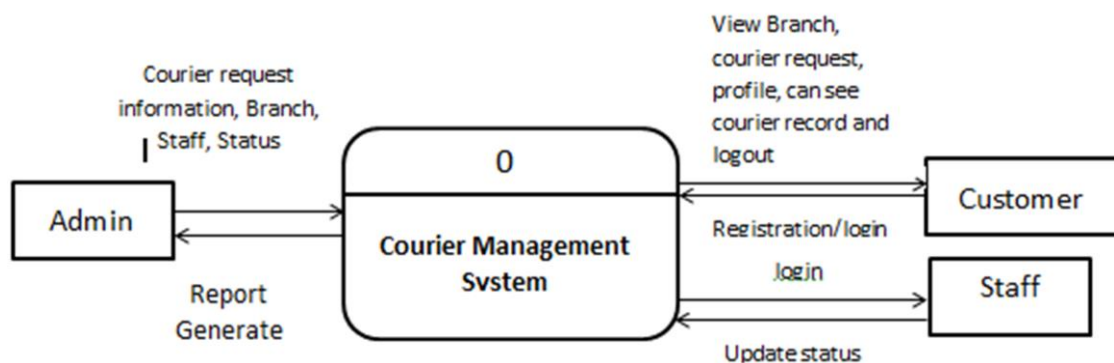 Courier request
information, Branch,
Staff, Status
Admin
Report
Generate
0
Courier Management
System
View Branch,
courier request,
profile, can see
courier record and
logout
Customer
Registration/login
login
Staff
Update status